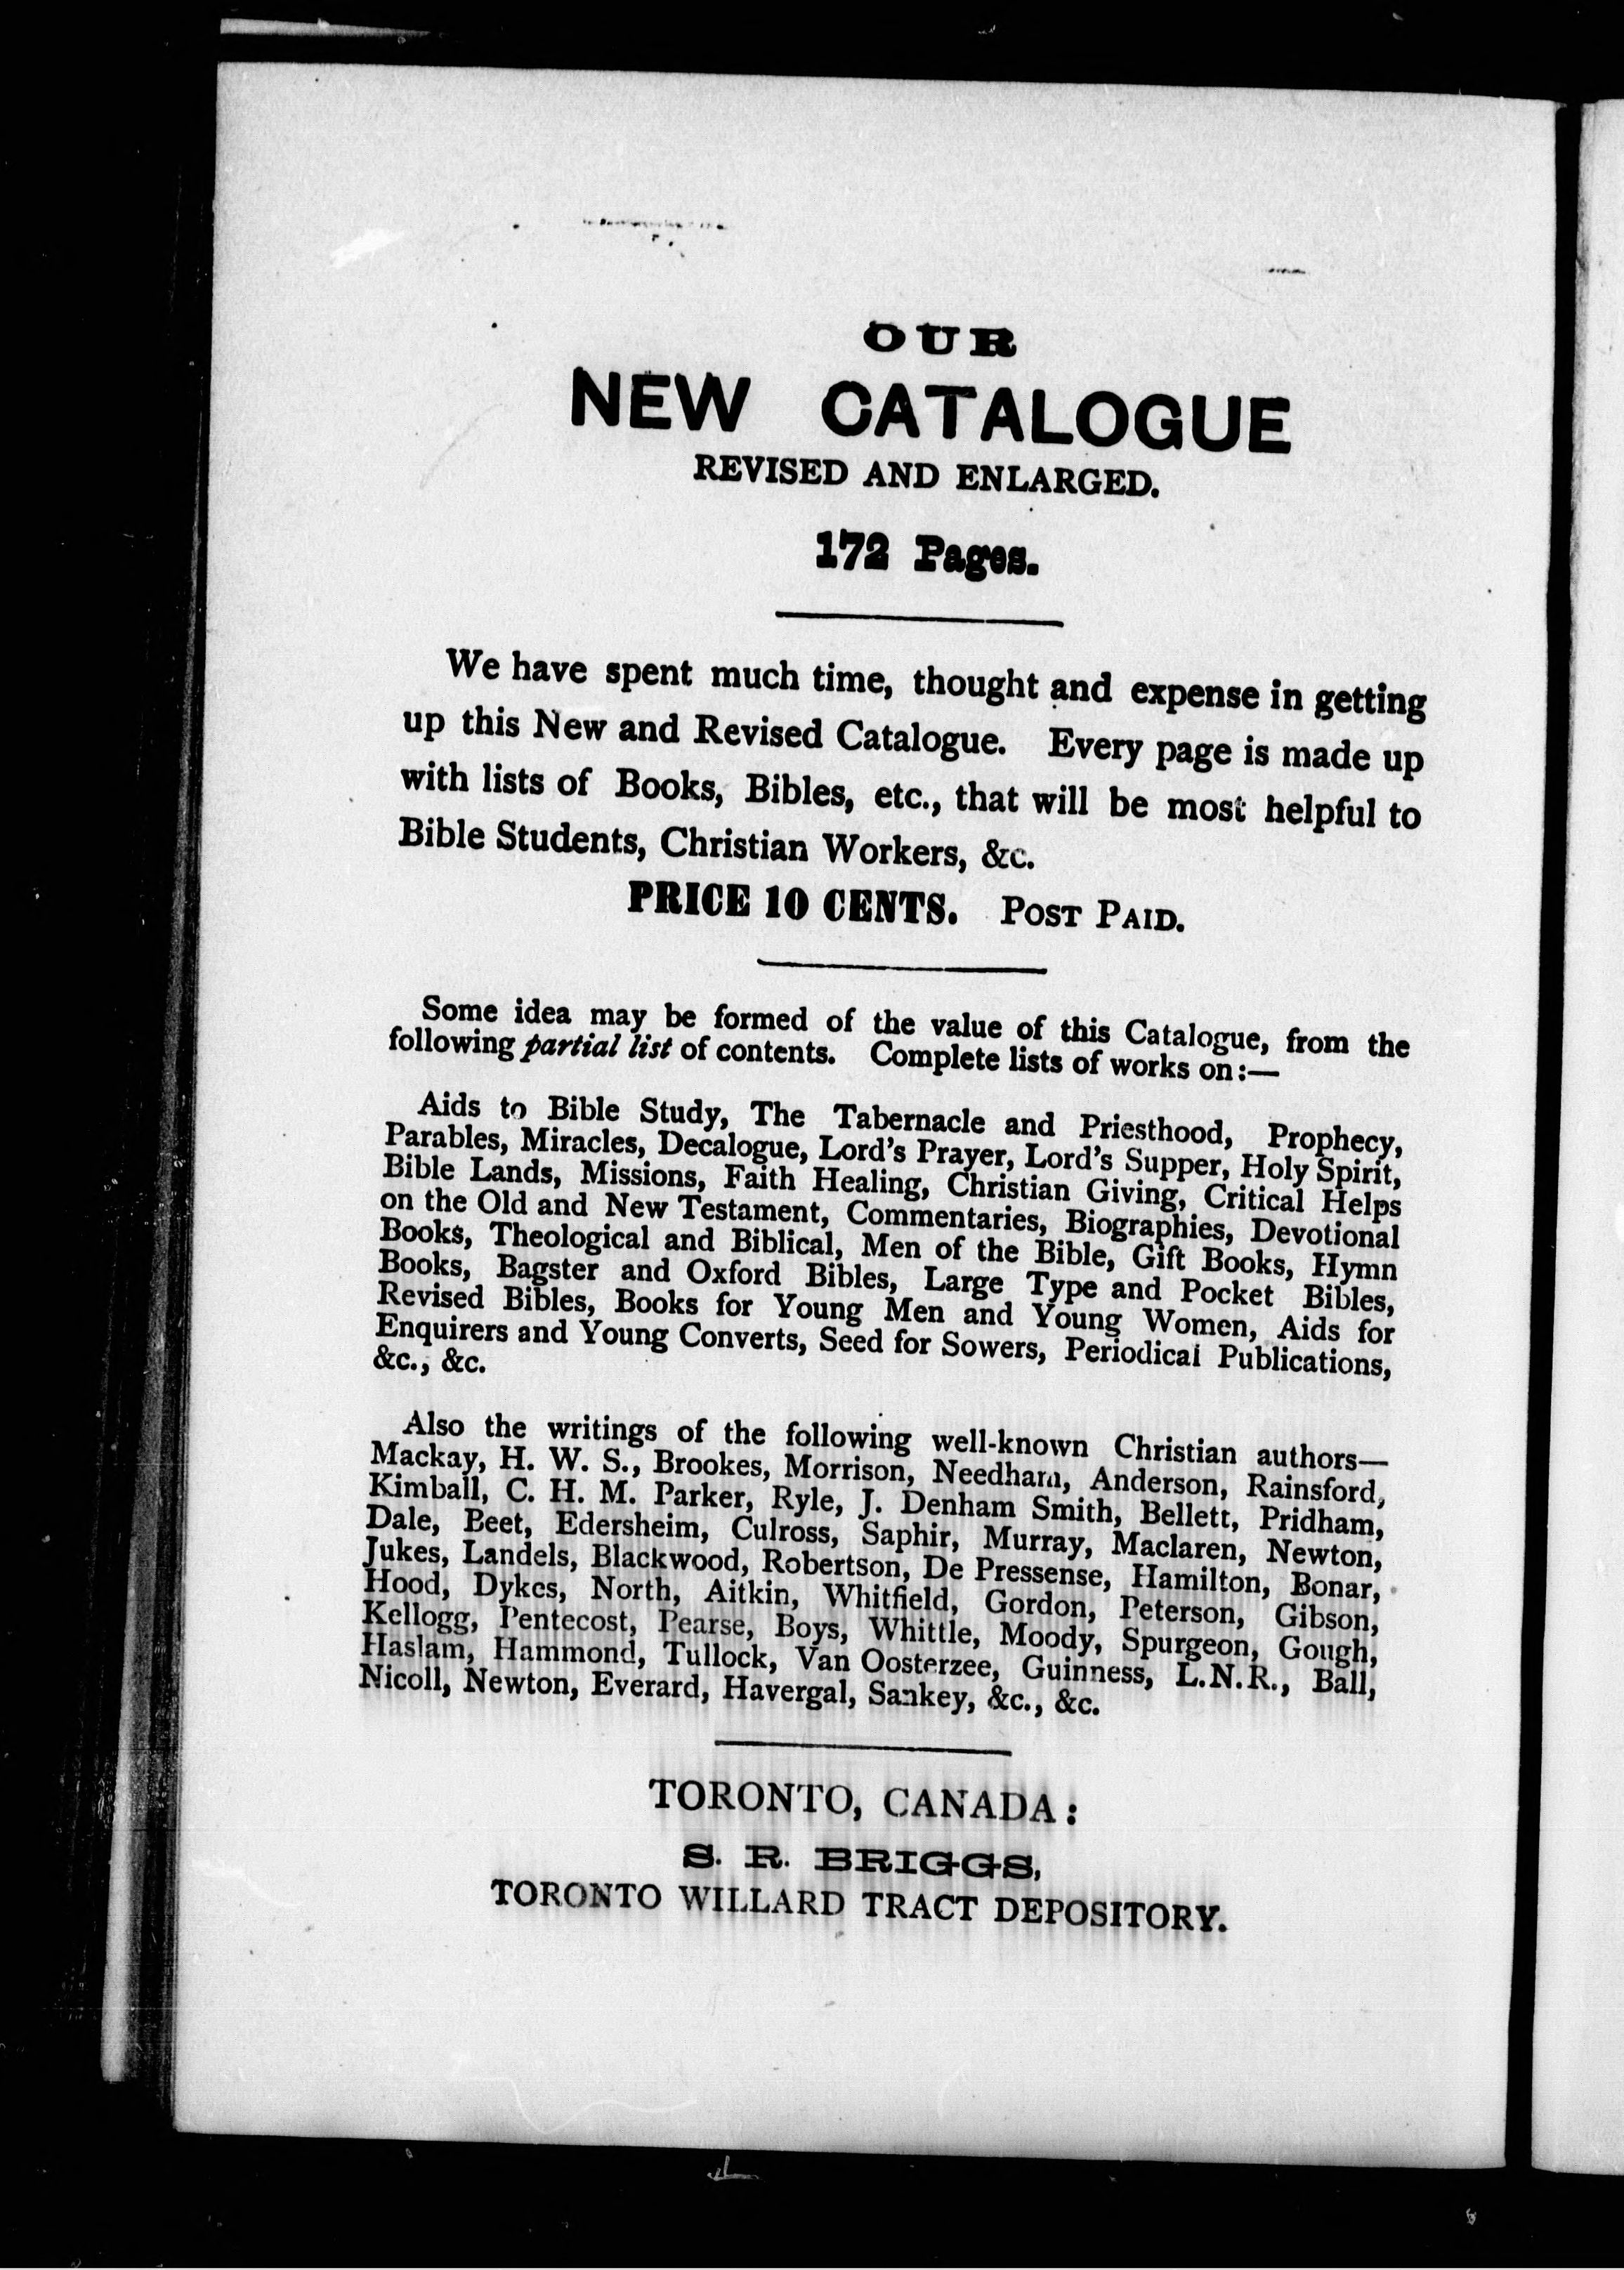 OUR
NEW CATALOGUE
REVISED AND ENLARGED.
172 Pages.
We have spent much time, thought and expense in getting
up this New and Revised Catalogue. Every page is made up
with lists of Books, Bibles, etc., that will be most helpful to
Bible Students, Christian Workers, &c.
PRICE 10 CENTS. POST PAID.
Some idea may be formed of the value of this Catalogue, from the
following partial list of contents. Complete lists of works on:—
Aids to Bible Study, The Tabernacle and Priesthood, Prophecy,
Parables, Miracles, Decalogue, Lord's Prayer, Lord's Supper, Holy Spirit,
Bible Lands, Missions, Faith Healing, Christian Giving, Critical Helps
on the Old and New Testament, Commentaries, Biographies, Devotional
Books, Theological and Biblical, Men of the Bible, Gift Books, Hymn
Books, Bagster and Oxford Bibles, Large Type and Pocket Bibles,
Revised Bibles, Books for Young Men and Young Women, Aids for
Enquirers and Young Converts, Seed for Sowers, Periodical Publications,
&c., &c.
Also the writings of the following well-known Christian authors—
Mackay, H. W. S., Brookes, Morrison, Needham, Anderson, Rainsford,
Kimball, C. H. M. Parker, Ryle, J. Denham Smith, Bellett, Pridham,
Dale, Beet, Edersheim, Culross, Saphir, Murray, Maclaren, Newton,
Jukes, Landels, Blackwood, Robertson, De Pressense, Hamilton, Bonar,
Hood, Dykes, North, Aitkin, Whitfield, Gordon, Peterson, Gibson,
Kellogg, Pentecost, Pearse, Boys, Whittle, Moody, Spurgeon, Gough,
Haslam, Hammond, Tullock, Van Oosterzee, Guinness, L.N.R., Ball,
Nicoll, Newton, Everard, Havergal, Sankey, &c., &c.
TORONTO, CANADA:
S. R. BRIGGS,
TORONTO WILLARD TRACT DEPOSITORY.